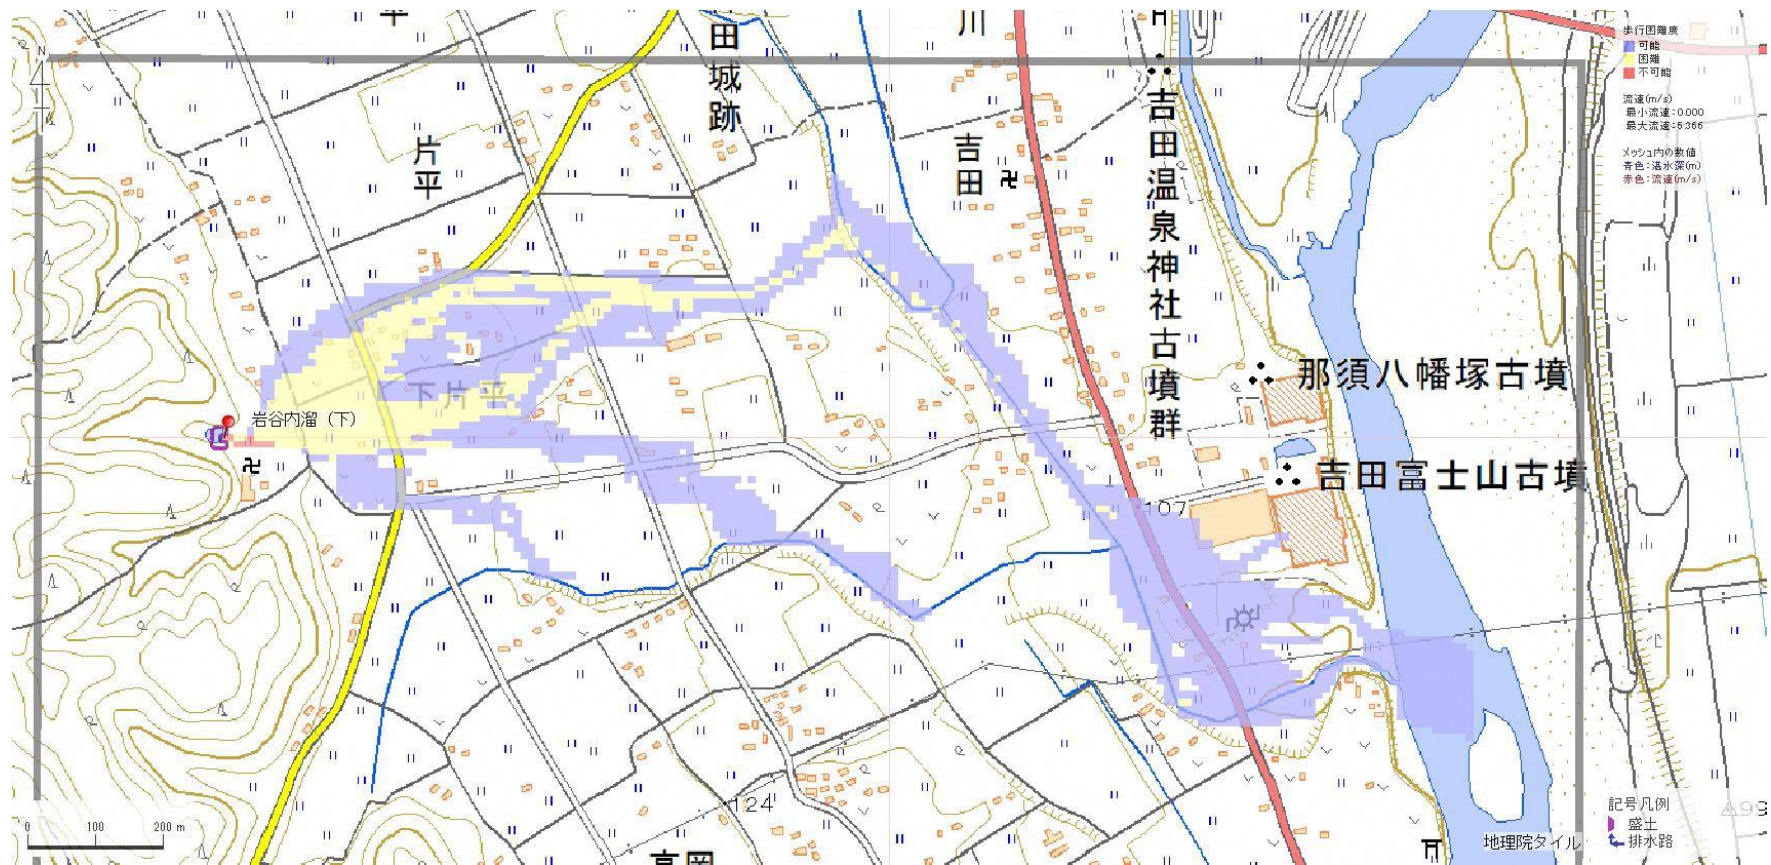 平
田城跡
川
吉田温泉神社古墳群
片平
吉田
歩行困難度
可能
困難
不可能
流速(m/s)
最小流速:0.000
最大流速:5.366
メッシュ内の数値
青色:湛水深(m)
赤色:流速(m/s)
N
那須八幡塚古墳
下片平
岩谷内溜(下)
吉田富士山古墳
107
124
高岡
0 100 200 m
記号凡例
盛土
排水路
地理院タイル